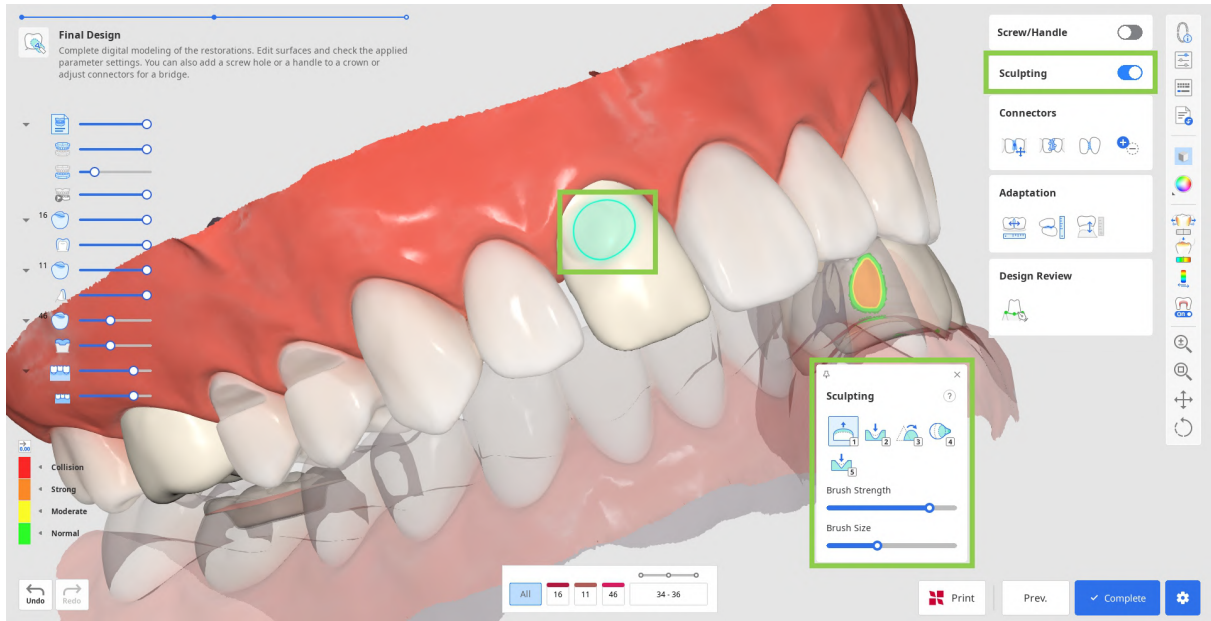 Final Design
Complete digital modeling of the restorations. Edit surfaces and check the applied
parameter settings. You can also add a screw hole or a handle to a crown or
adjust connectors for a bridge.
16
11
46
0.00
Collision
Strong
Moderate
Normal
Undo
Redo
All
16
11
46
34 - 36
Screw/Handle
Sculpting
Connectors
Adaptation
Design Review
Sculpting
?
1
2
3
4
5
Brush Strength
Brush Size
Print
Prev.
Complete
ON